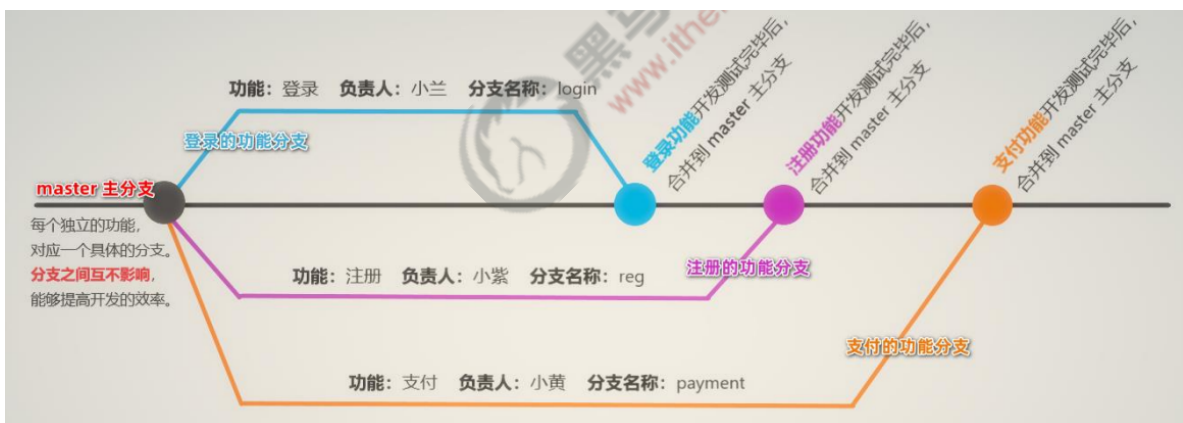 黑马
www.ithe
功能：登录 负责人：小兰 分支名称：login
登录的功能分支
登录功能开发测试完毕后，
合并到 master 主分支
注册功能开发测试完毕后，
合并到 master 主分支
支付功能开发测试完毕后，
合并到 master 主分支
master 主分支
每个独立的功能，
对应一个具体的分支。
分支之间互不影响，
能够提高开发的效率。
功能：注册 负责人：小紫 分支名称：reg
注册的功能分支
支付的功能分支
功能：支付 负责人：小黄 分支名称：payment